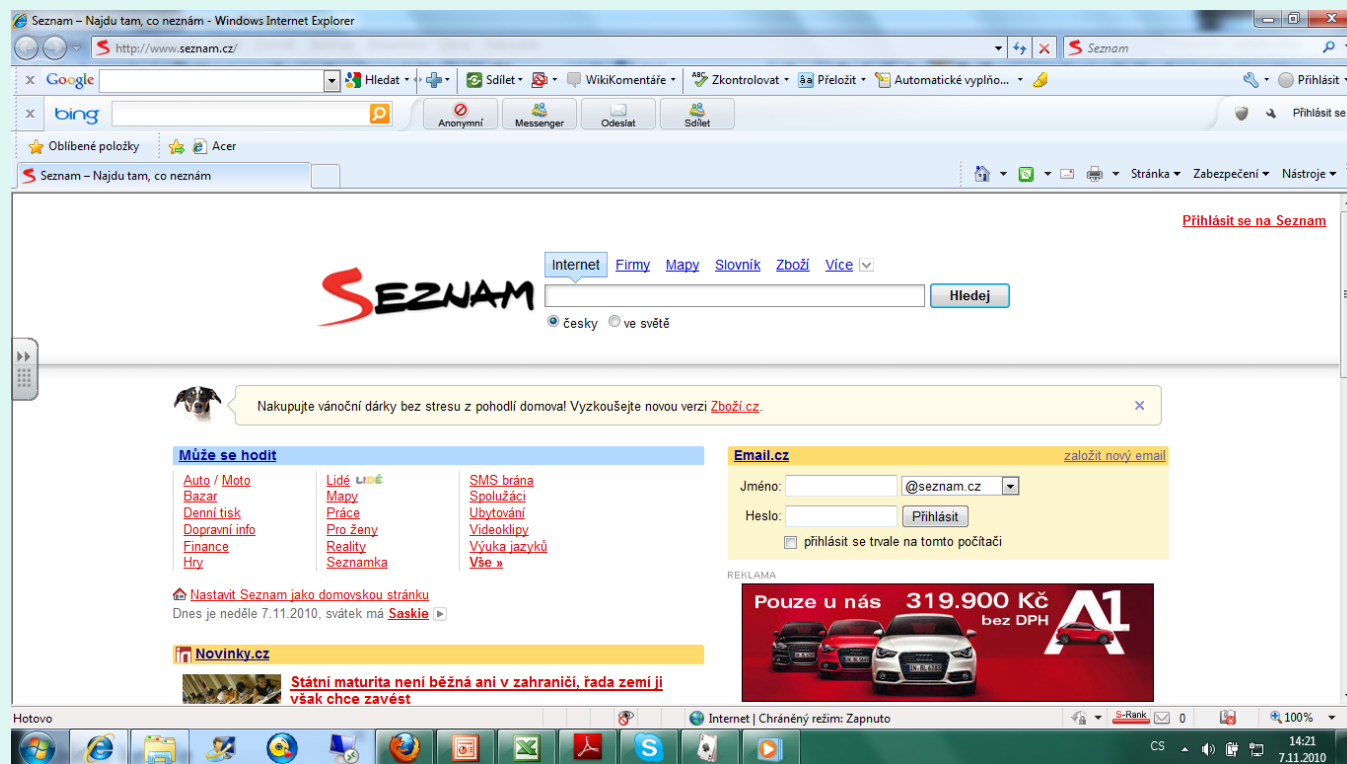 Seznam – Najdu tam, co neznám - Windows Internet Explorer
http://www.seznam.cz/ Seznam
x Google Hledat Sdílet WikiKomentáře Zkontrolovat Přeložit Automatické vyplňo... Přihlásit
x bing Anonymní Messenger Odeslat Sdílet Přihlásit se
Oblíbené položky Acer
Seznam – Najdu tam, co neznám Stránka Zabezpečení Nástroje
Přihlásit se na Seznam
Internet Firmy Mapy Slovník Zboží Více
SEZNAM Hledej
česky ve světě
Nakupujte vánoční dárky bez stresu z pohodlí domova! Vyzkoušejte novou verzi Zboží.cz.
Může se hodit
Auto / Moto Lidé LIDÉ SMS brána
Bazar Mapy Spolužáci
Denní tisk Práce Ubytování
Dopravní info Pro ženy Videoklipy
Finance Reality Výuka jazyků
Hry Seznamka Vše »
Nastavit Seznam jako domovskou stránku
Dnes je neděle 7.11.2010, svátek má Saskie
Novinky.cz
Státní maturita není běžná ani v zahraničí, řada zemí ji
však chce zavést
Email.cz založit nový email
Jméno: @seznam.cz
Heslo: Přihlásit
přihlásit se trvale na tomto počítači
REKLAMA
Pouze u nás 319.900 Kč
bez DPH A1
Hotovo Internet | Chráněný režim: Zapnuto S-Rank 0 100%
CS 14:21
7.11.2010